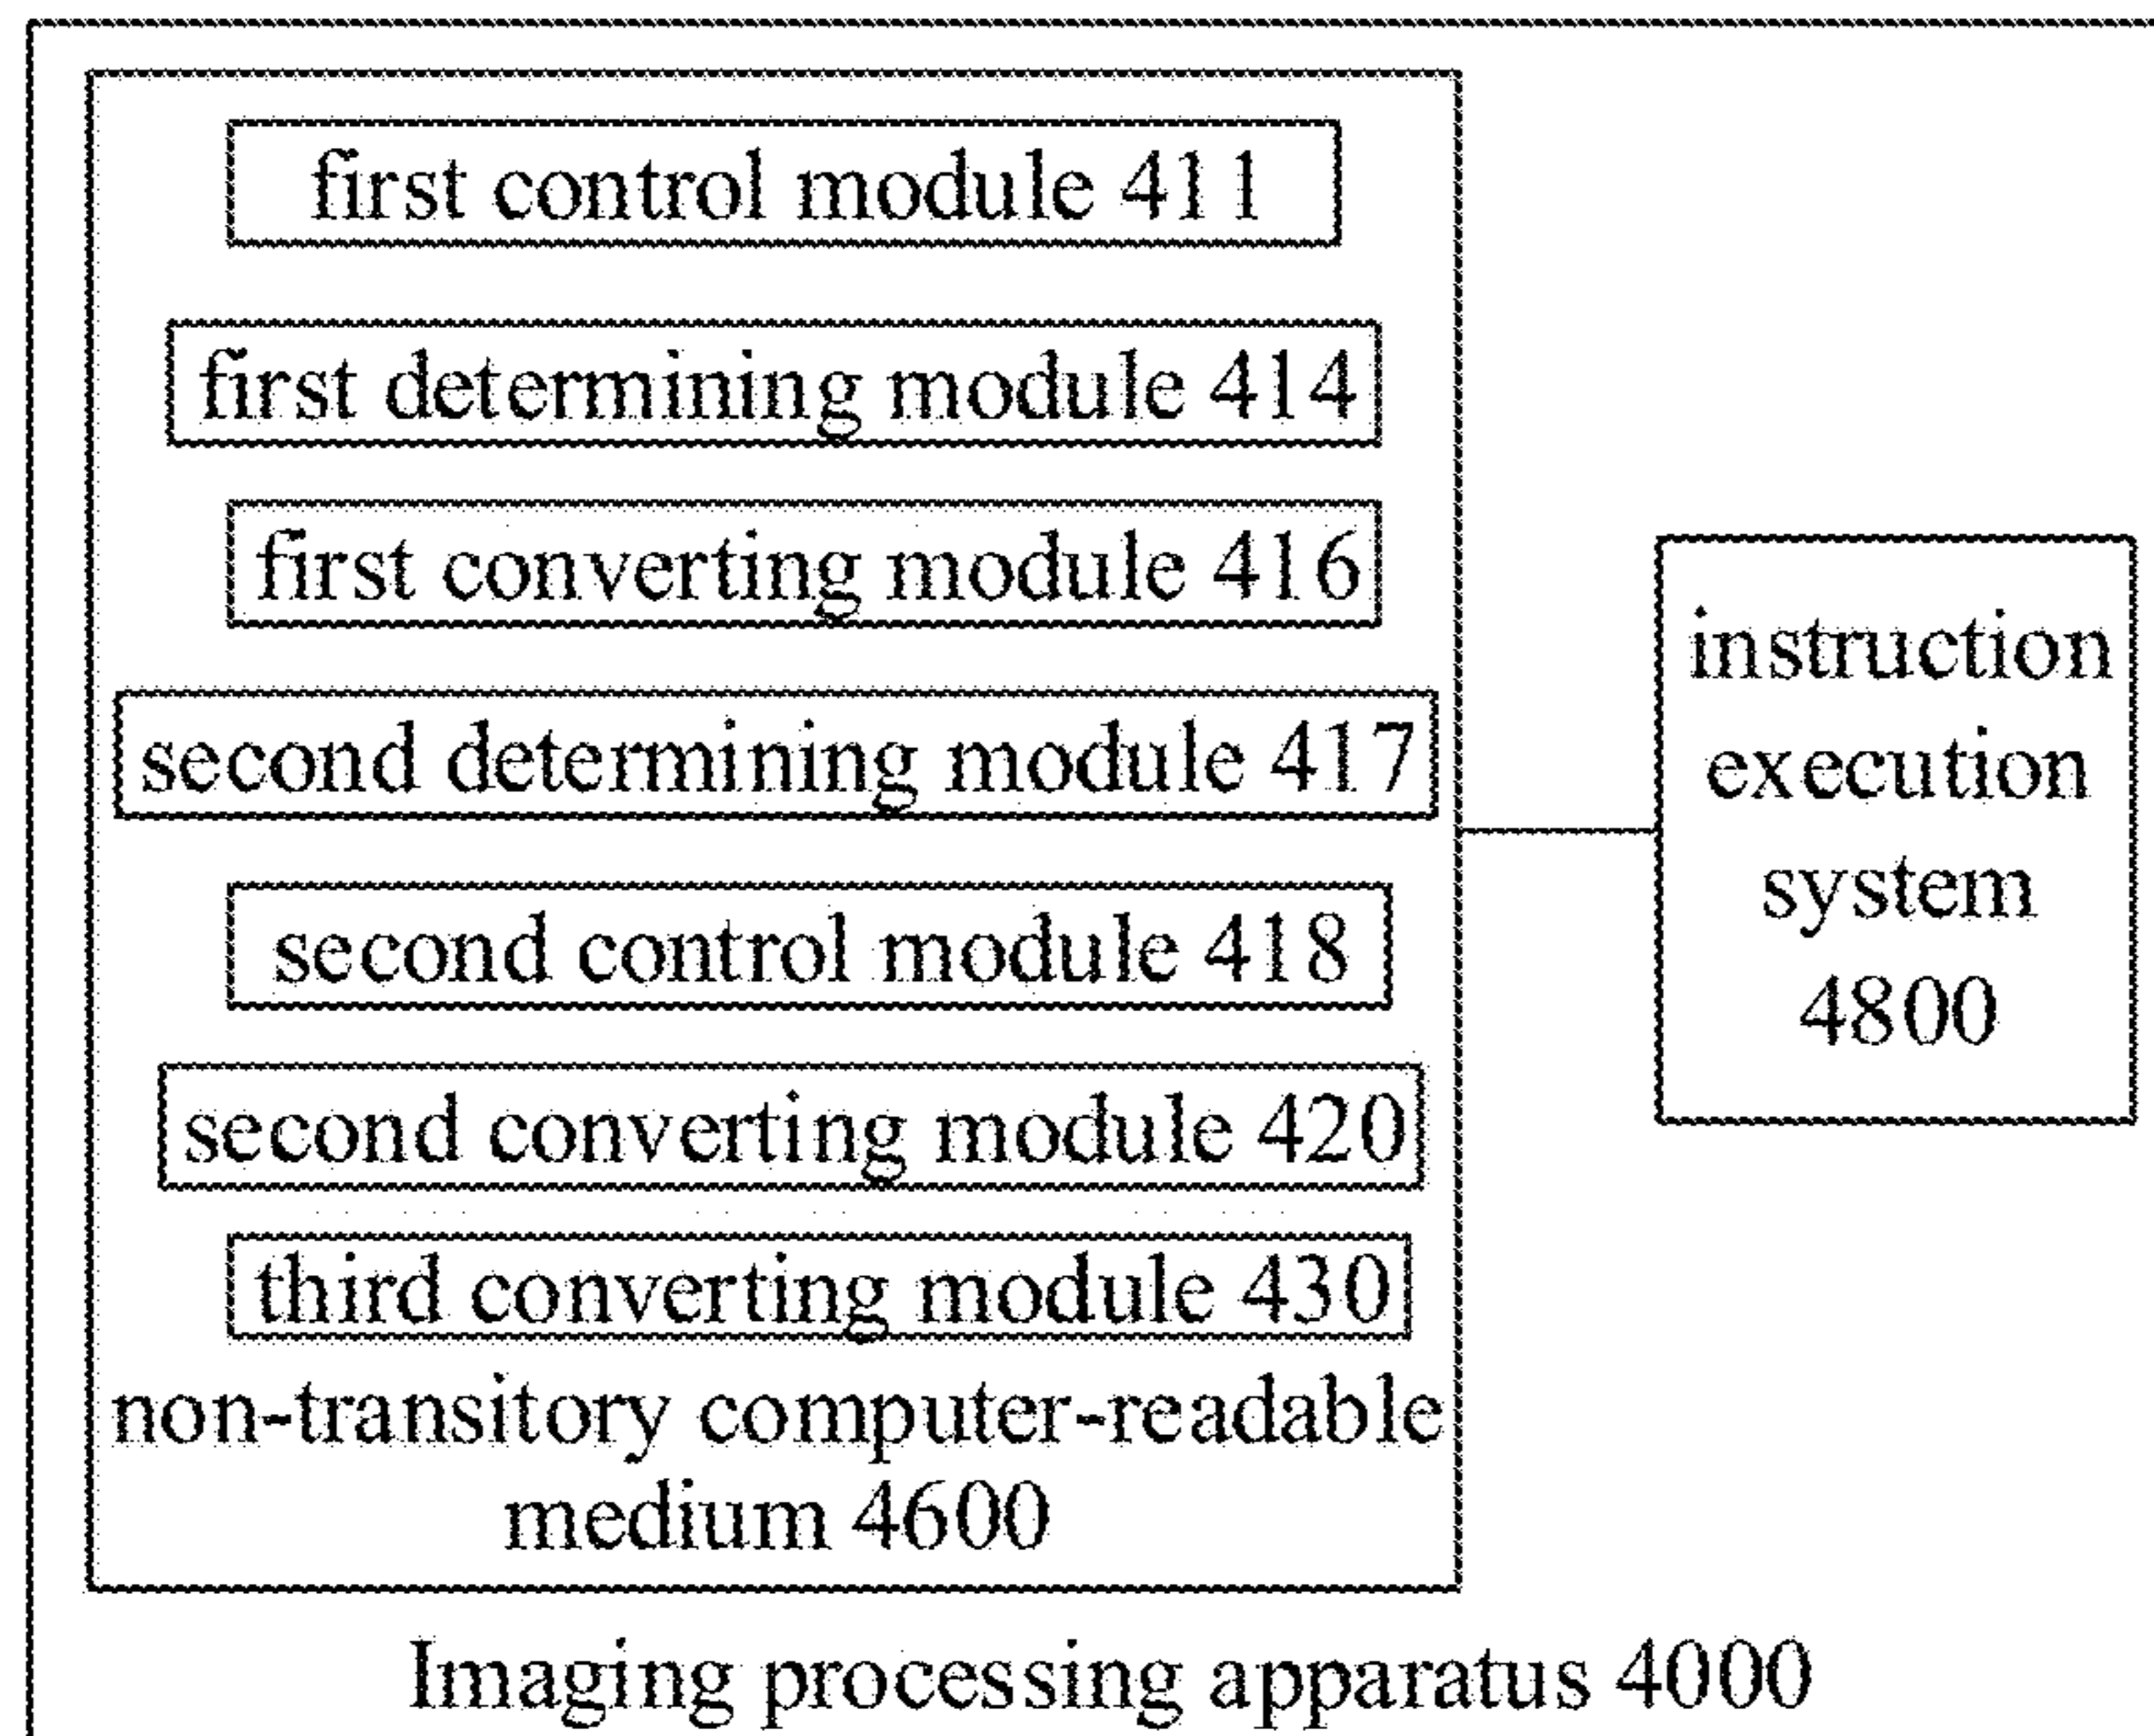 first control module 411
first determining module 414
first converting module 416
second determining module 417
second control module 418
second converting module 420
third converting module 430
non-transitory computer-readable
medium 4600
instruction
execution
system
4800
Imaging processing apparatus 4000